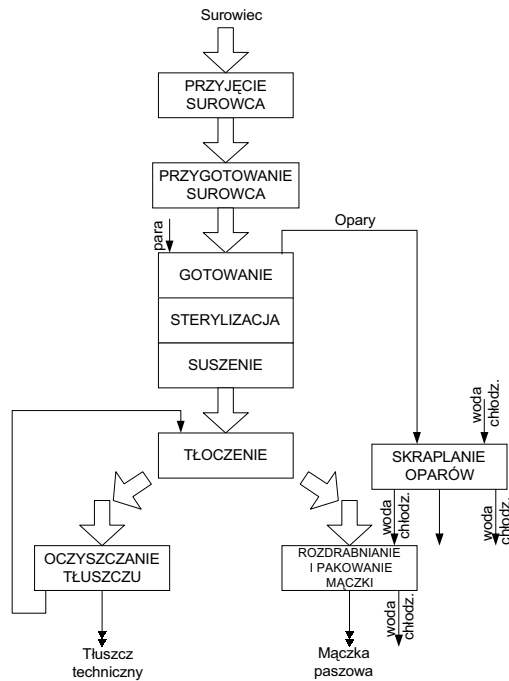 Surowiec
PRZYJĘCIE
SUROWCA
PRZYGOTOWANIE
SUROWCA
para
Opary
GOTOWANIE
STERYLIZACJA
SUSZENIE
woda
chłodz.
TŁOCZENIE
SKRAPLANIE
OPARÓW
woda
chłodz.
woda
chłodz.
OCZYSZCZANIE
TŁUSZCZU
ROZDRABNIANIE
I PAKOWANIE
MĄCZKI
woda
chłodz.
Tłuszcz
techniczny
Mączka
paszowa